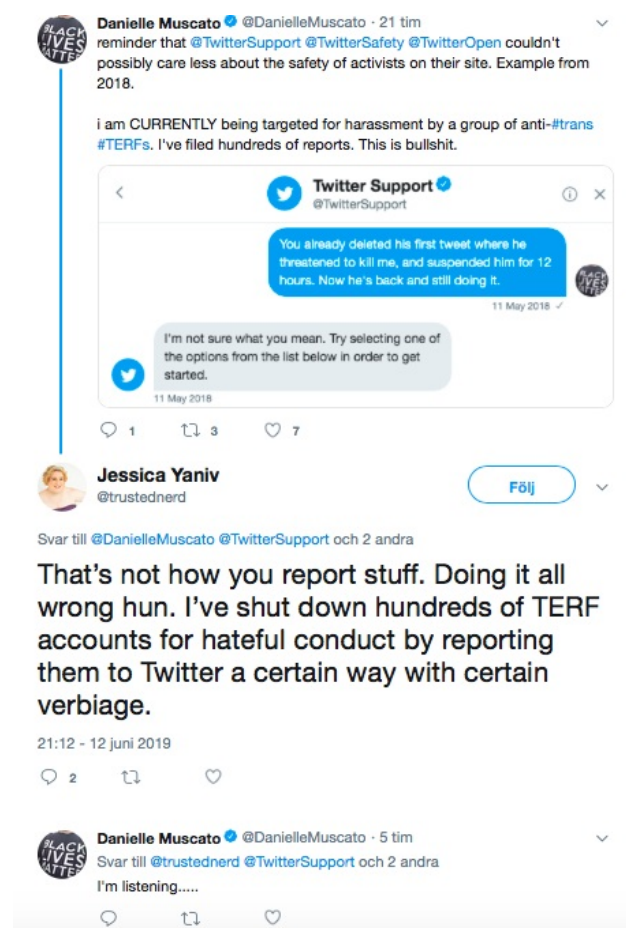 Danielle Muscato @DanielleMuscato · 21 tim
reminder that @TwitterSupport @TwitterSafety @TwitterOpen couldn't
possibly care less about the safety of activists on their site. Example from
2018.
i am CURRENTLY being targeted for harassment by a group of anti-#trans
#TERFs. I've filed hundreds of reports. This is bullshit.
Twitter Support
@TwitterSupport
You already deleted his first tweet where he
threatened to kill me, and suspended him for 12
hours. Now he's back and still doing it.
11 May 2018
I'm not sure what you mean. Try selecting one of
the options from the list below in order to get
started.
11 May 2018
1 3 7
Jessica Yaniv
@trustednerd
Följ
Svar till @DanielleMuscato @TwitterSupport och 2 andra
That's not how you report stuff. Doing it all
wrong hun. I've shut down hundreds of TERF
accounts for hateful conduct by reporting
them to Twitter a certain way with certain
verbiage.
21:12 - 12 juni 2019
2
Danielle Muscato @DanielleMuscato · 5 tim
Svar till @trustednerd @TwitterSupport och 2 andra
I'm listening.....